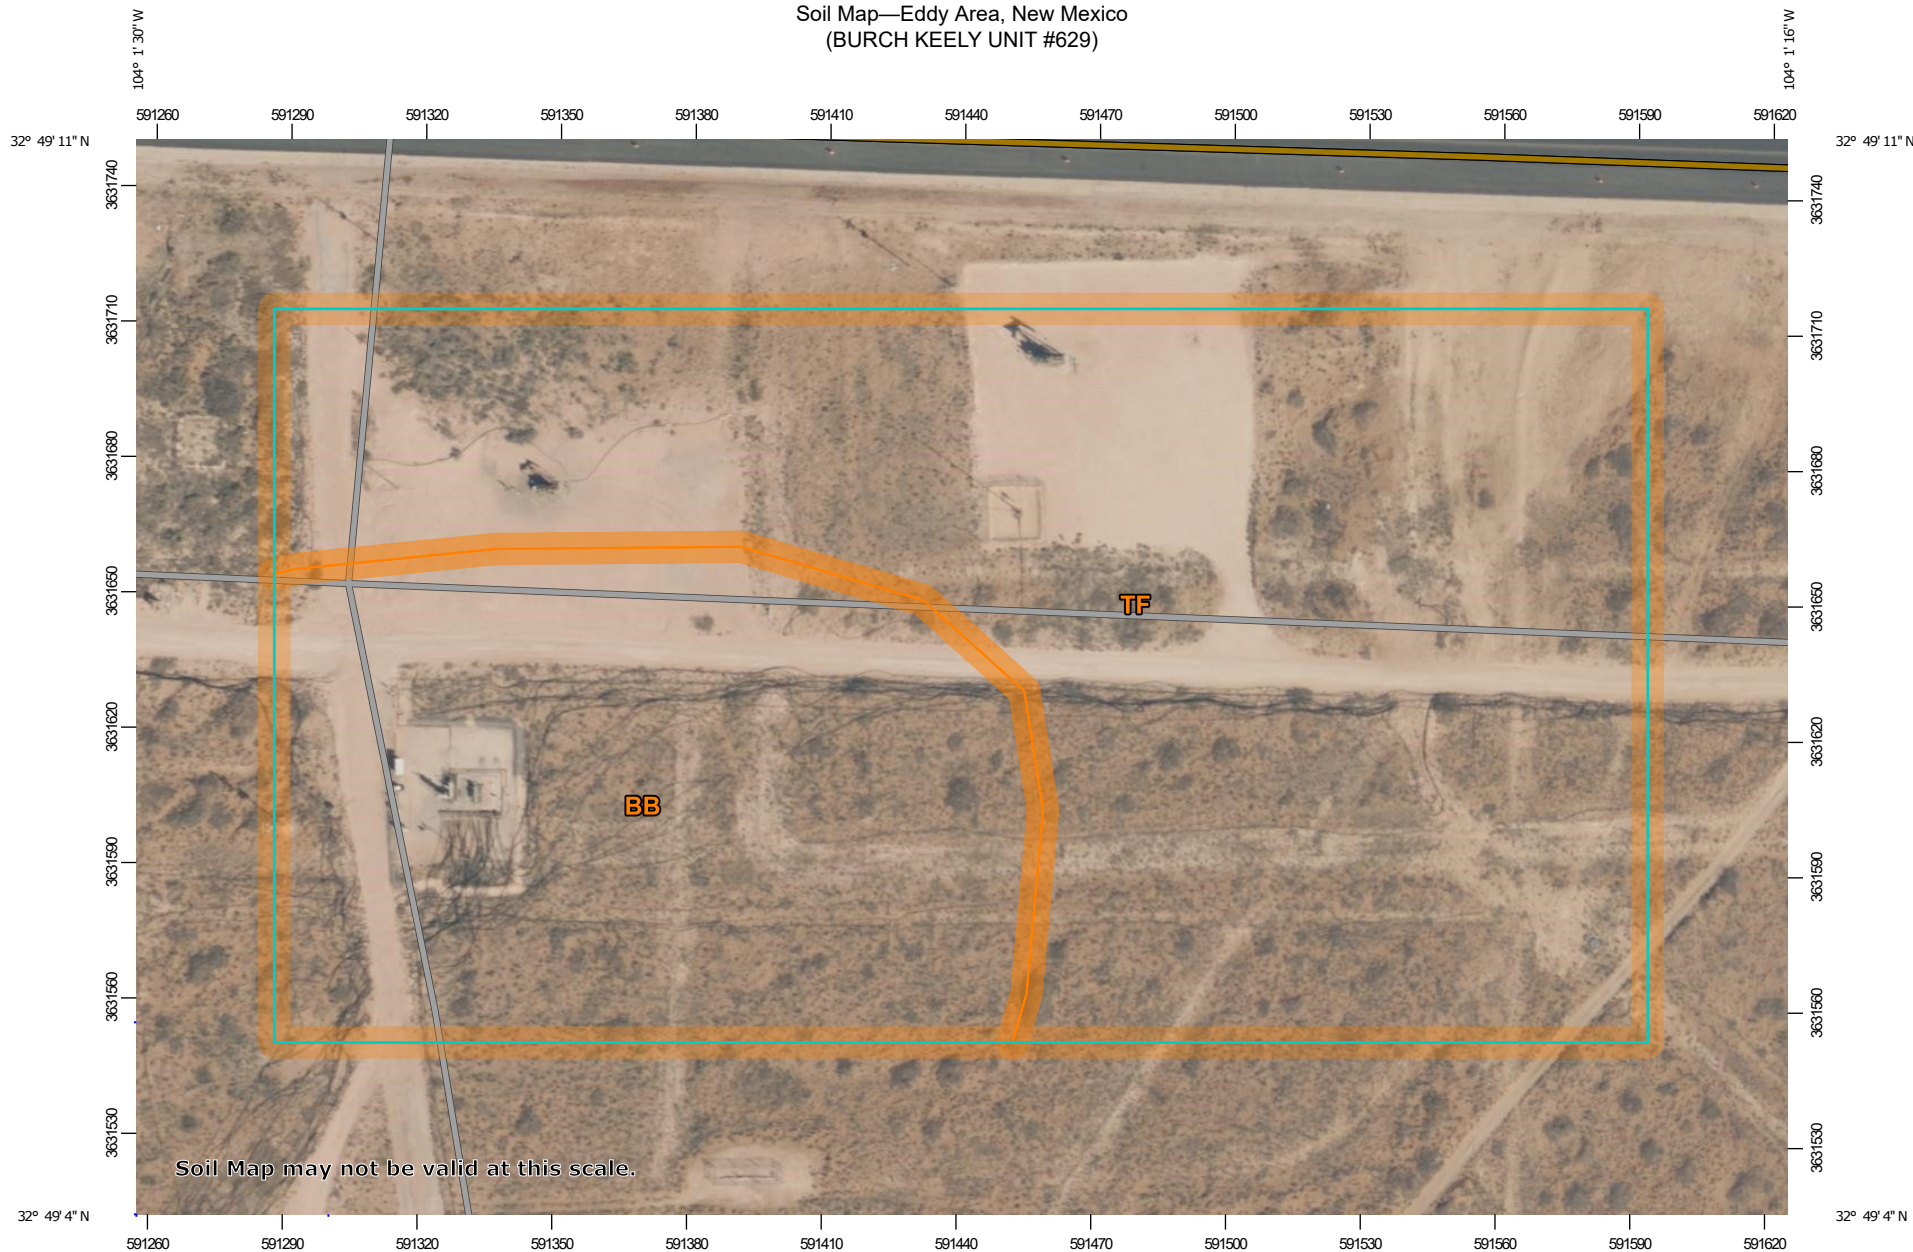 Soil Map—Eddy Area, New Mexico
(BURCH KEELY UNIT #629)
104° 1' 30'' W
104° 1' 16'' W
591260 591290 591320 591350 591380 591410 591440 591470 591500 591530 591560 591590 591620
32° 49' 11'' N
32° 49' 11'' N
3631740
3631740
3631710
3631710
3631680
3631680
3631650
3631650
TF
3631620
3631620
BB
3631590
3631590
3631560
3631560
3631530
3631530
Soil Map may not be valid at this scale.
32° 49' 4'' N
32° 49' 4'' N
591260 591290 591320 591350 591380 591410 591440 591470 591500 591530 591560 591590 591620